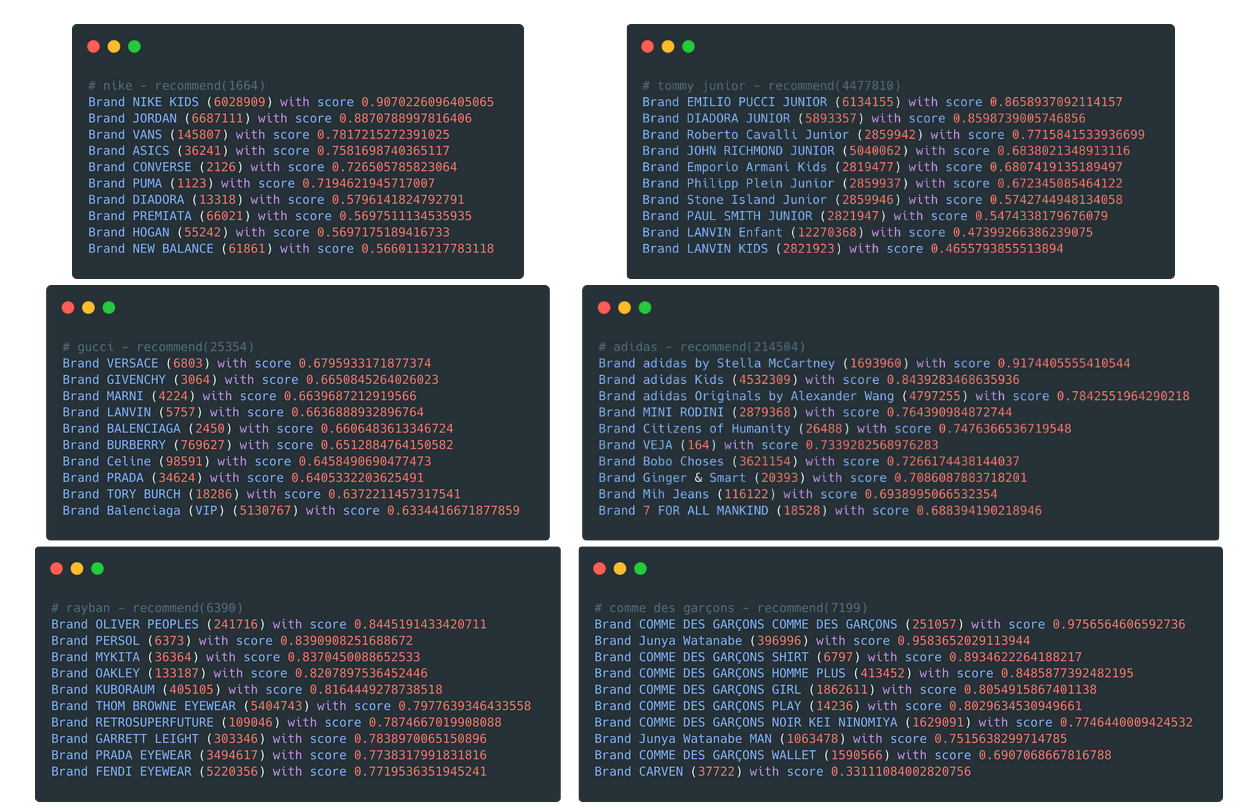 # nike - recommend(1664)
Brand NIKE KIDS (6028909) with score 0.9070226096405065
Brand JORDAN (6687111) with score 0.8870788997816406
Brand VANS (145807) with score 0.7817215272391025
Brand ASICS (36241) with score 0.7581698740365117
Brand CONVERSE (2126) with score 0.726505785823064
Brand PUMA (1123) with score 0.7194621945717007
Brand DIADORA (13318) with score 0.5796141824792791
Brand PREMIATA (66021) with score 0.5697511134535935
Brand HOGAN (55242) with score 0.5697175189416733
Brand NEW BALANCE (61861) with score 0.5660113217783118
# tommy junior - recommend(4477810)
Brand EMILIO PUCCI JUNIOR (6134155) with score 0.8658937092114157
Brand DIADORA JUNIOR (5893357) with score 0.859873900574685​6
Brand Roberto Cavalli Junior (2859942) with score 0.7715841533936699
Brand JOHN RICHMOND JUNIOR (5040062) with score 0.6838021348913116
Brand Emporio Armani Kids (2819477) with score 0.6807419135189497
Brand Philipp Plein Junior (2859937) with score 0.672345085464122
Brand Stone Island Junior (2859946) with score 0.5742744948134058
Brand PAUL SMITH JUNIOR (2821947) with score 0.5474338179676079
Brand LANVIN Enfant (12270368) with score 0.47399266386239075
Brand LANVIN KIDS (2821923) with score 0.4655793855513894
# gucci - recommend(25354)
Brand VERSACE (6803) with score 0.6795933171877374
Brand GIVENCHY (3064) with score 0.6650845264026023
Brand MARNI (4224) with score 0.6639687212919566
Brand LANVIN (5757) with score 0.6636888932896764
Brand BALENCIAGA (2450) with score 0.6606483613346724
Brand BURBERRY (769627) with score 0.6512884764150582
Brand Celine (98591) with score 0.6458490690477473
Brand PRADA (34624) with score 0.6405332203625491
Brand TORY BURCH (18286) with score 0.6372211457317541
Brand Balenciaga (VIP) (5130767) with score 0.6334416671877859
# adidas - recommend(214504)
Brand adidas by Stella McCartney (1693960) with score 0.9174405555410544
Brand adidas Kids (4532309) with score 0.8439283468635936
Brand adidas Originals by Alexander Wang (4797255) with score 0.7842551964290218
Brand MINI RODINI (2879368) with score 0.764390984872744
Brand Citizens of Humanity (26488) with score 0.7476366536719548
Brand VEJA (164) with score 0.7339282568976283
Brand Bobo Choses (3621154) with score 0.7266174438144037
Brand Ginger & Smart (20393) with score 0.7086087883718201
Brand Mih Jeans (116122) with score 0.6938995066532354
Brand 7 FOR ALL MANKIND (18528) with score 0.688394190218946
# rayban - recommend(6390)
Brand OLIVER PEOPLES (241716) with score 0.8445191433420711
Brand PERSOL (6373) with score 0.8390908251688672
Brand MYKITA (36364) with score 0.8370450088652533
Brand OAKLEY (133187) with score 0.8207897536452446
Brand KUBORAUM (405105) with score 0.8164449278738518
Brand THOM BROWNE EYEWEAR (5404743) with score 0.7977639346433558
Brand RETROSUPERFUTURE (109046) with score 0.7874667019908088
Brand GARRETT LEIGHT (303346) with score 0.7838970065150896
Brand PRADA EYEWEAR (3494617) with score 0.7738317991831816
Brand FENDI EYEWEAR (5220356) with score 0.7719536351945241
# comme des garçons - recommend(7199)
Brand COMME DES GARÇONS COMME DES GARÇONS (251057) with score 0.9756564606592736
Brand Junya Watanabe (396996) with score 0.9583652029113944
Brand COMME DES GARÇONS SHIRT (6797) with score 0.8934622264188217
Brand COMME DES GARÇONS HOMME PLUS (413452) with score 0.8485877392482195
Brand COMME DES GARÇONS GIRL (1862611) with score 0.8054915867401138
Brand COMME DES GARÇONS PLAY (14236) with score 0.8029634530949661
Brand COMME DES GARÇONS NOIR KEI NINOMIYA (1629091) with score 0.7746440009424532
Brand Junya Watanabe MAN (1063478) with score 0.7515638299714785
Brand COMME DES GARÇONS WALLET (1590566) with score 0.6907068667816788
Brand CARVEN (37722) with score 0.33111084002820756